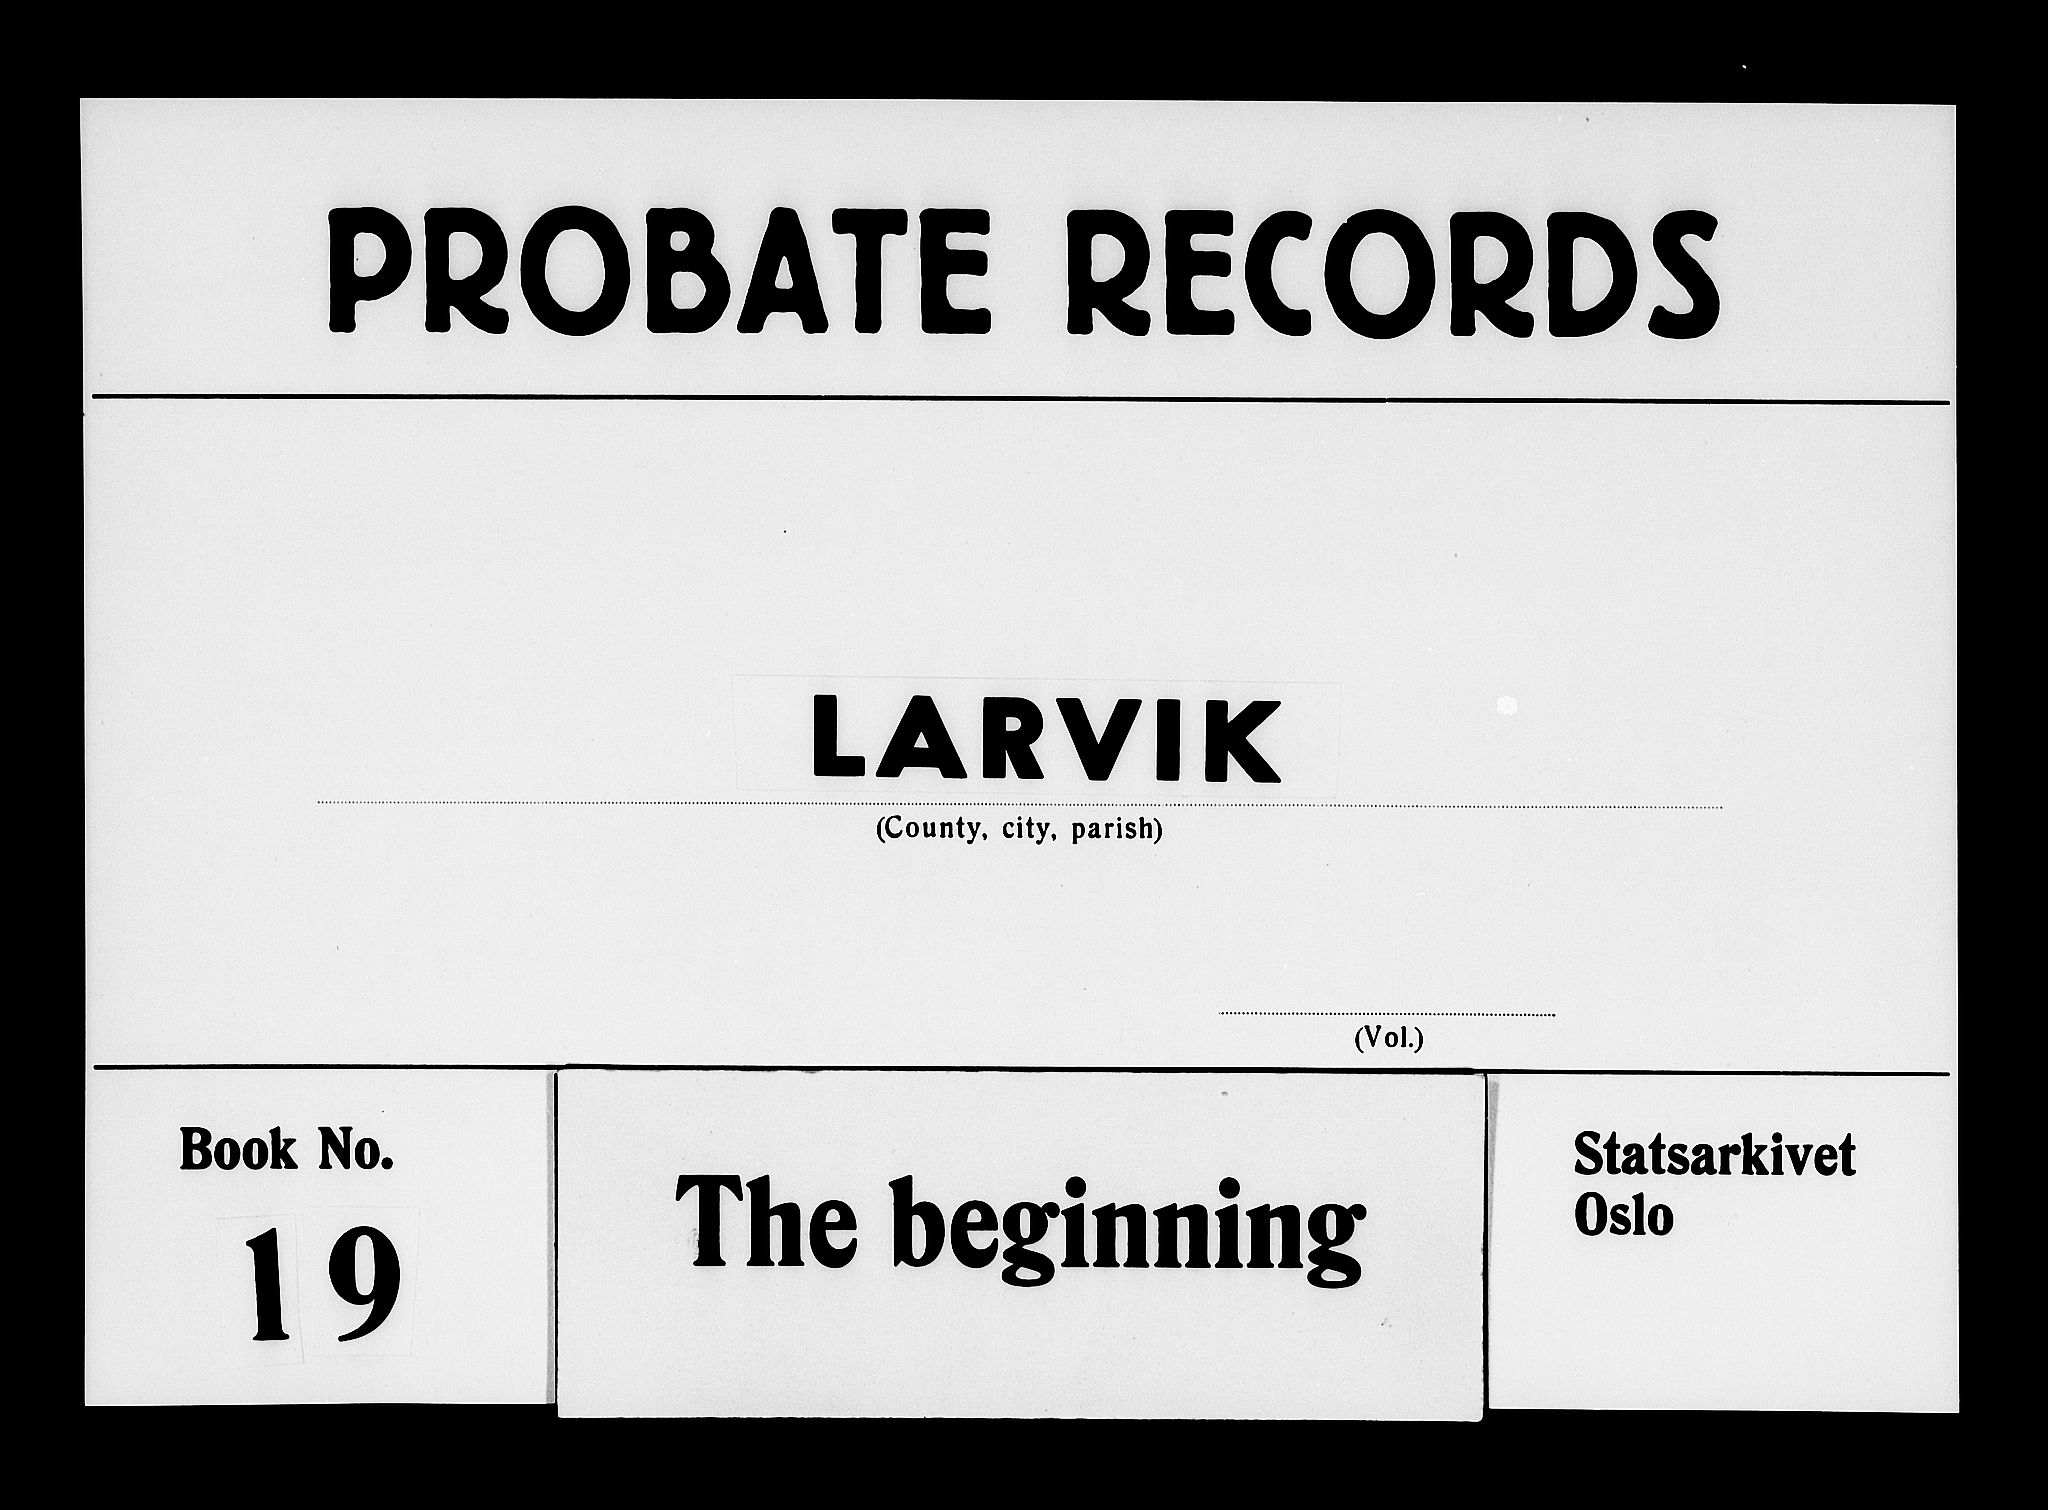 PROBATE RECORDS
LARVIK
(County, city, parish)
(Vol.)
Book No.
19
The beginning
Statsarkivet
Oslo